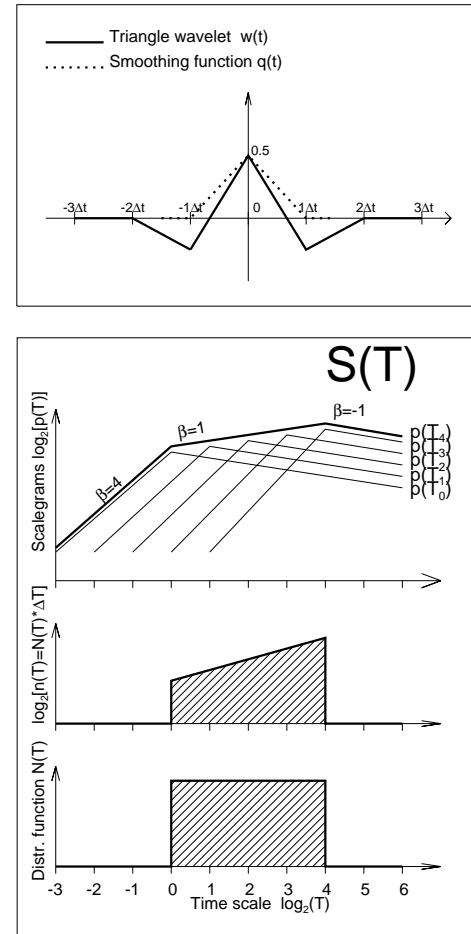 Triangle wavelet w(t)
Smoothing function q(t)
0.5
-3Δt -2Δt -1Δt 0 1Δt 2Δt 3Δt
S(T)
Scalegrams log₂[p(T)]
β=4
β=1
β=-1
p(T₄)
p(T₃)
p(T₂)
p(T₁)
p(T₀)
log₂[n(T)=N(T)*ΔT]
Distr. function N(T)
-3 -2 -1 0 1 2 3 4 5 6
Time scale log₂(T)